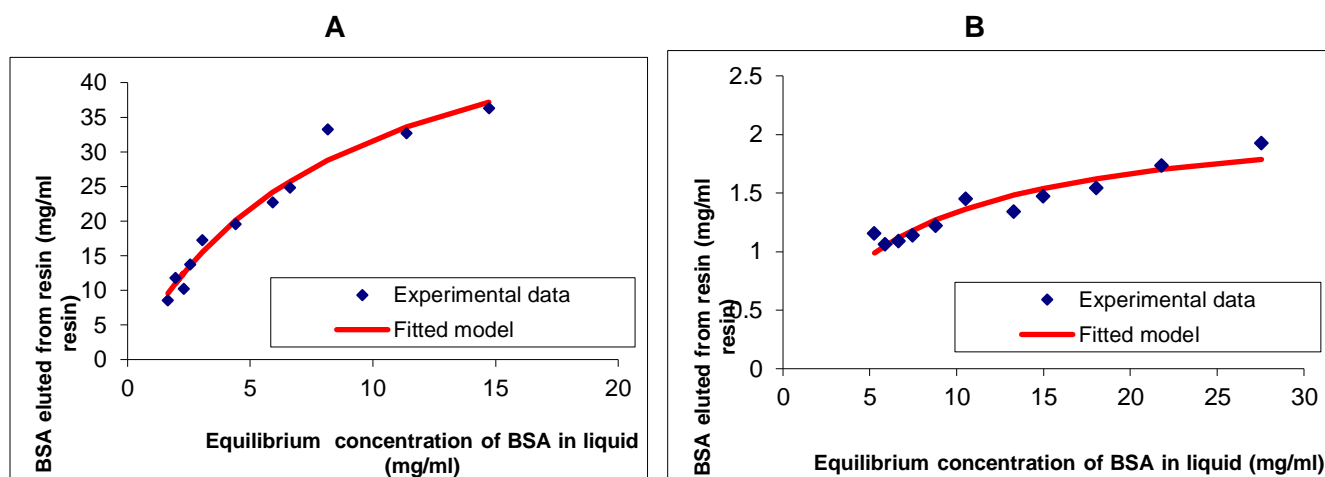 A
BSA eluted from resin (mg/ml
resin)
40
35
30
25
20
15
10
5
0
Experimental data
Fitted model
0 5 10 15 20
Equilibrium concentration of BSA in liquid
(mg/ml)
B
BSA eluted from resin (mg/ml
resin)
2.5
2
1.5
1
0.5
0
Experimental data
Fitted model
0 5 10 15 20 25 30
Equilibrium concentration of BSA in liquid (mg/ml)